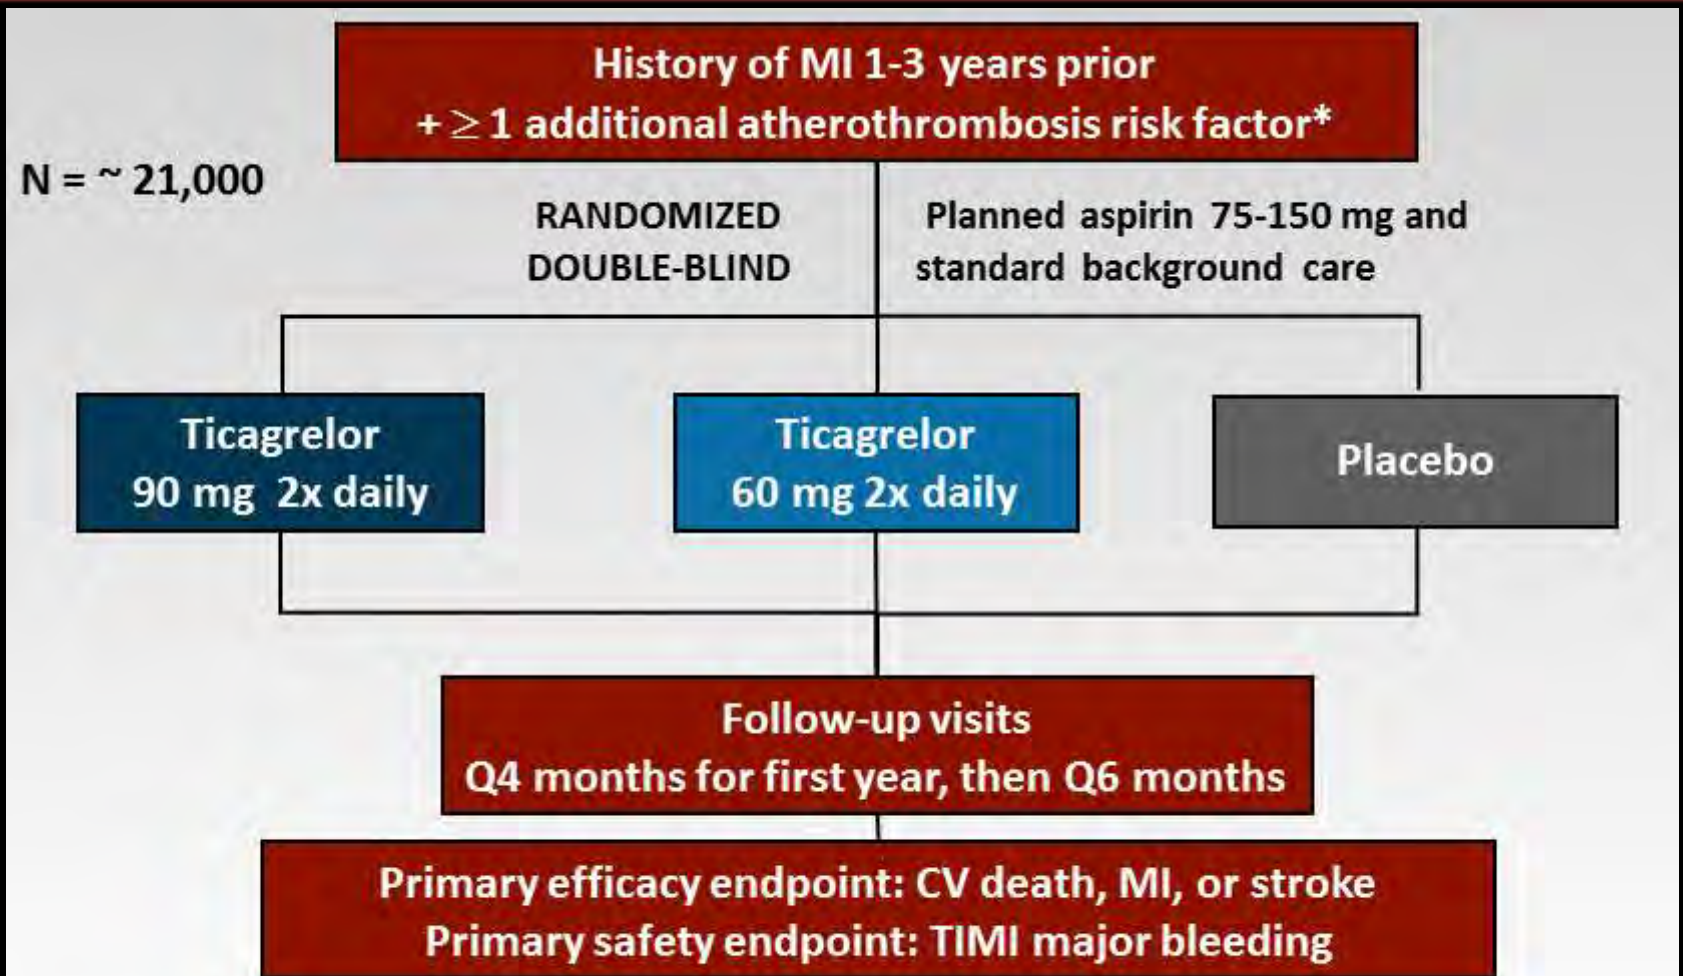 History of MI 1-3 years prior
+ ≥ 1 additional atherothrombosis risk factor*
N = ~ 21,000
RANDOMIZED
DOUBLE-BLIND
Planned aspirin 75-150 mg and
standard background care
Ticagrelor
90 mg 2x daily
Ticagrelor
60 mg 2x daily
Placebo
Follow-up visits
Q4 months for first year, then Q6 months
Primary efficacy endpoint: CV death, MI, or stroke
Primary safety endpoint: TIMI major bleeding